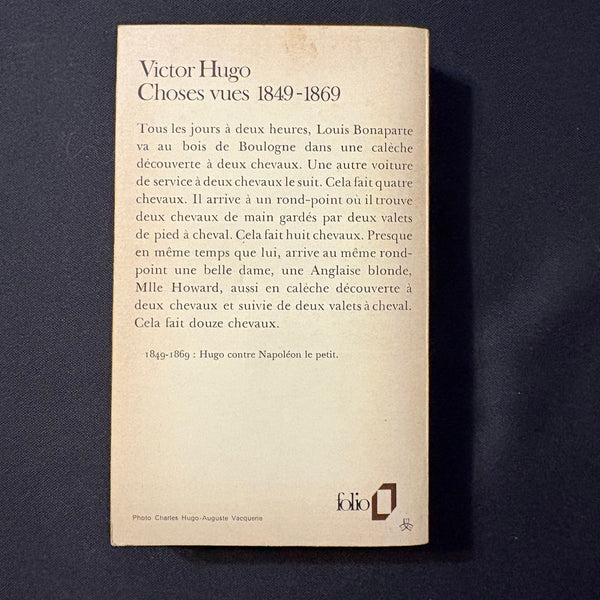 Victor Hugo
Choses vues 1849-1869
Tous les jours à deux heures, Louis Bonaparte
va au bois de Boulogne dans une calèche
découverte à deux chevaux. Une autre voiture
de service à deux chevaux le suit. Cela fait quatre
chevaux. Il arrive à un rond-point où il trouve
deux chevaux de main gardés par deux valets
de pied à cheval. Cela fait huit chevaux. Presque
en même temps que lui, arrive au même rond-
point une belle dame, une Anglaise blonde,
Mlle Howard, aussi en calèche découverte à
deux chevaux et suivie de deux valets à cheval.
Cela fait douze chevaux.
1849-1869 : Hugo contre Napoléon le petit.
folio
Photo Charles Hugo-Auguste Vacquerie